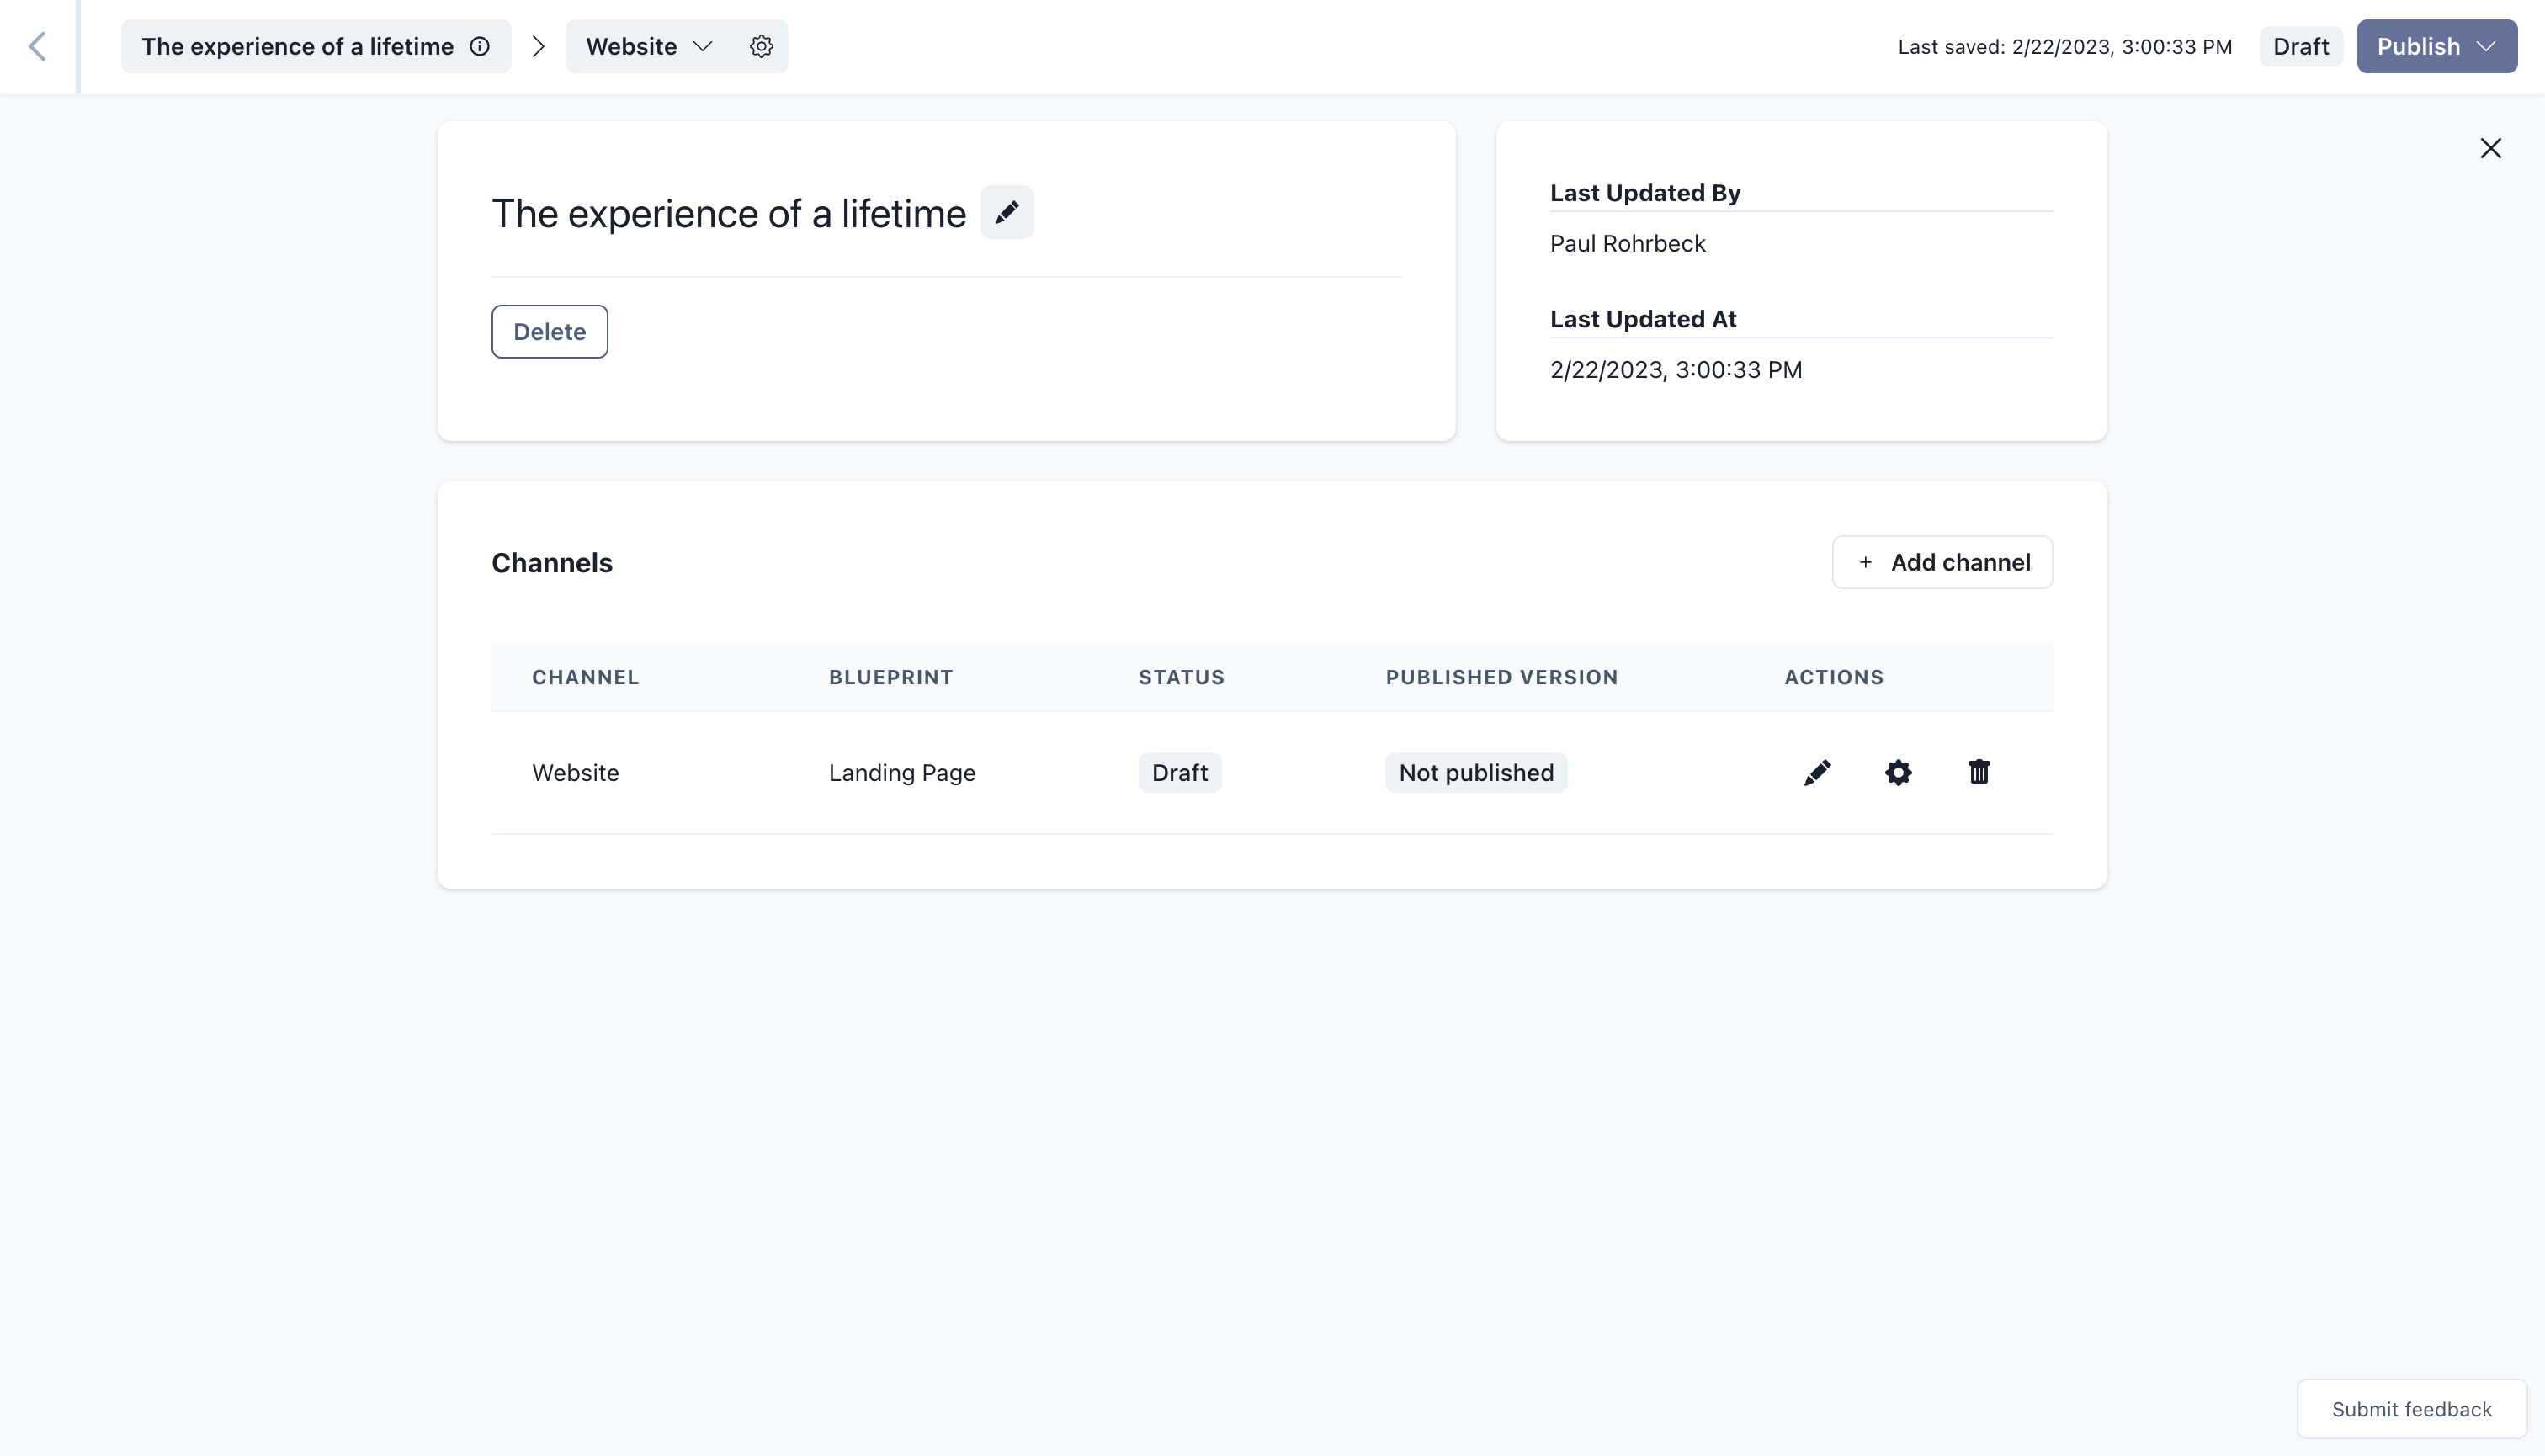 The experience of a lifetime
Website
Last saved: 2/22/2023, 3:00:33 PM
Draft
Publish
The experience of a lifetime
Delete
Last Updated By
Paul Rohrbeck
Last Updated At
2/22/2023, 3:00:33 PM
Channels
+ Add channel
CHANNEL BLUEPRINT STATUS PUBLISHED VERSION ACTIONS
Website Landing Page Draft Not published
Submit feedback